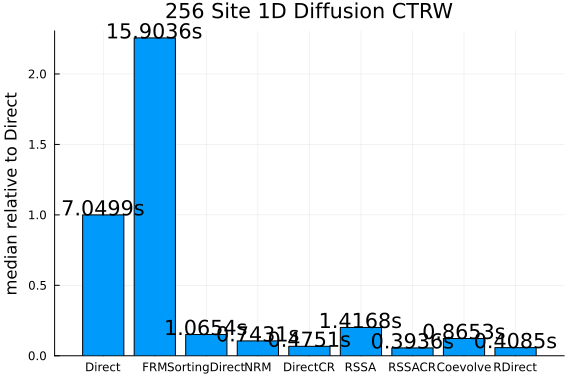 256 Site 1D Diffusion CTRW
median relative to Direct
2.0
1.5
1.0
0.5
0.0
7.0499s
15.9036s
1.0654s
0.7431s
0.4751s
1.4168s
0.3936s
0.8653s
0.4085s
Direct
FRM
SortingDirect
NRM
DirectCR
RSSA
RSSACR
Coevolve
RDirect